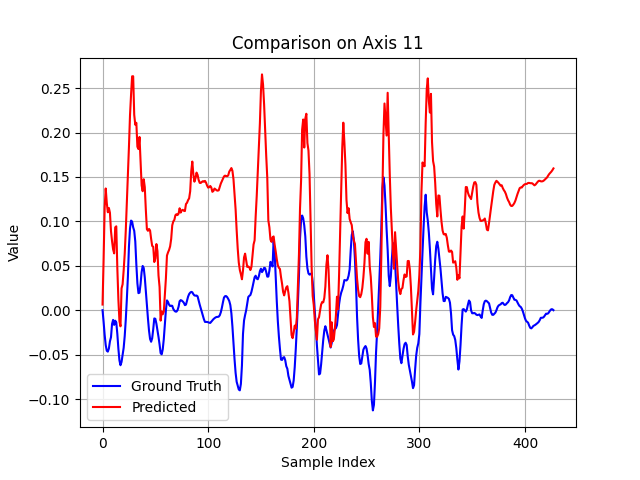 Comparison on Axis 11
Value
0.25
0.20
0.15
0.10
0.05
0.00
−0.05
−0.10
Ground Truth
Predicted
0
100
200
300
400
Sample Index